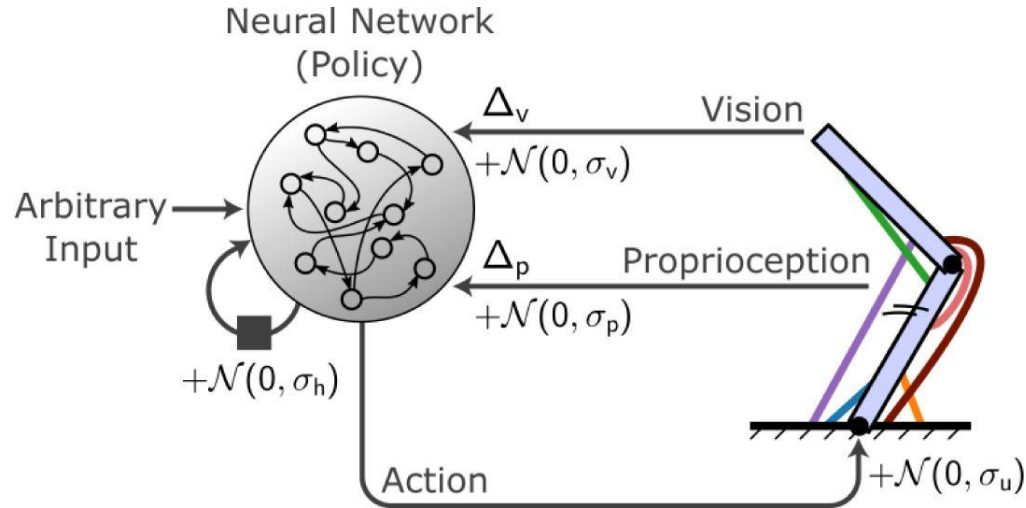 Neural Network
(Policy)
Δᵥ
Vision
+𝒩(0, σᵥ)
Arbitrary
Input
Δₚ
Proprioception
+𝒩(0, σₚ)
+𝒩(0, σₕ)
Action
+𝒩(0, σᵤ)